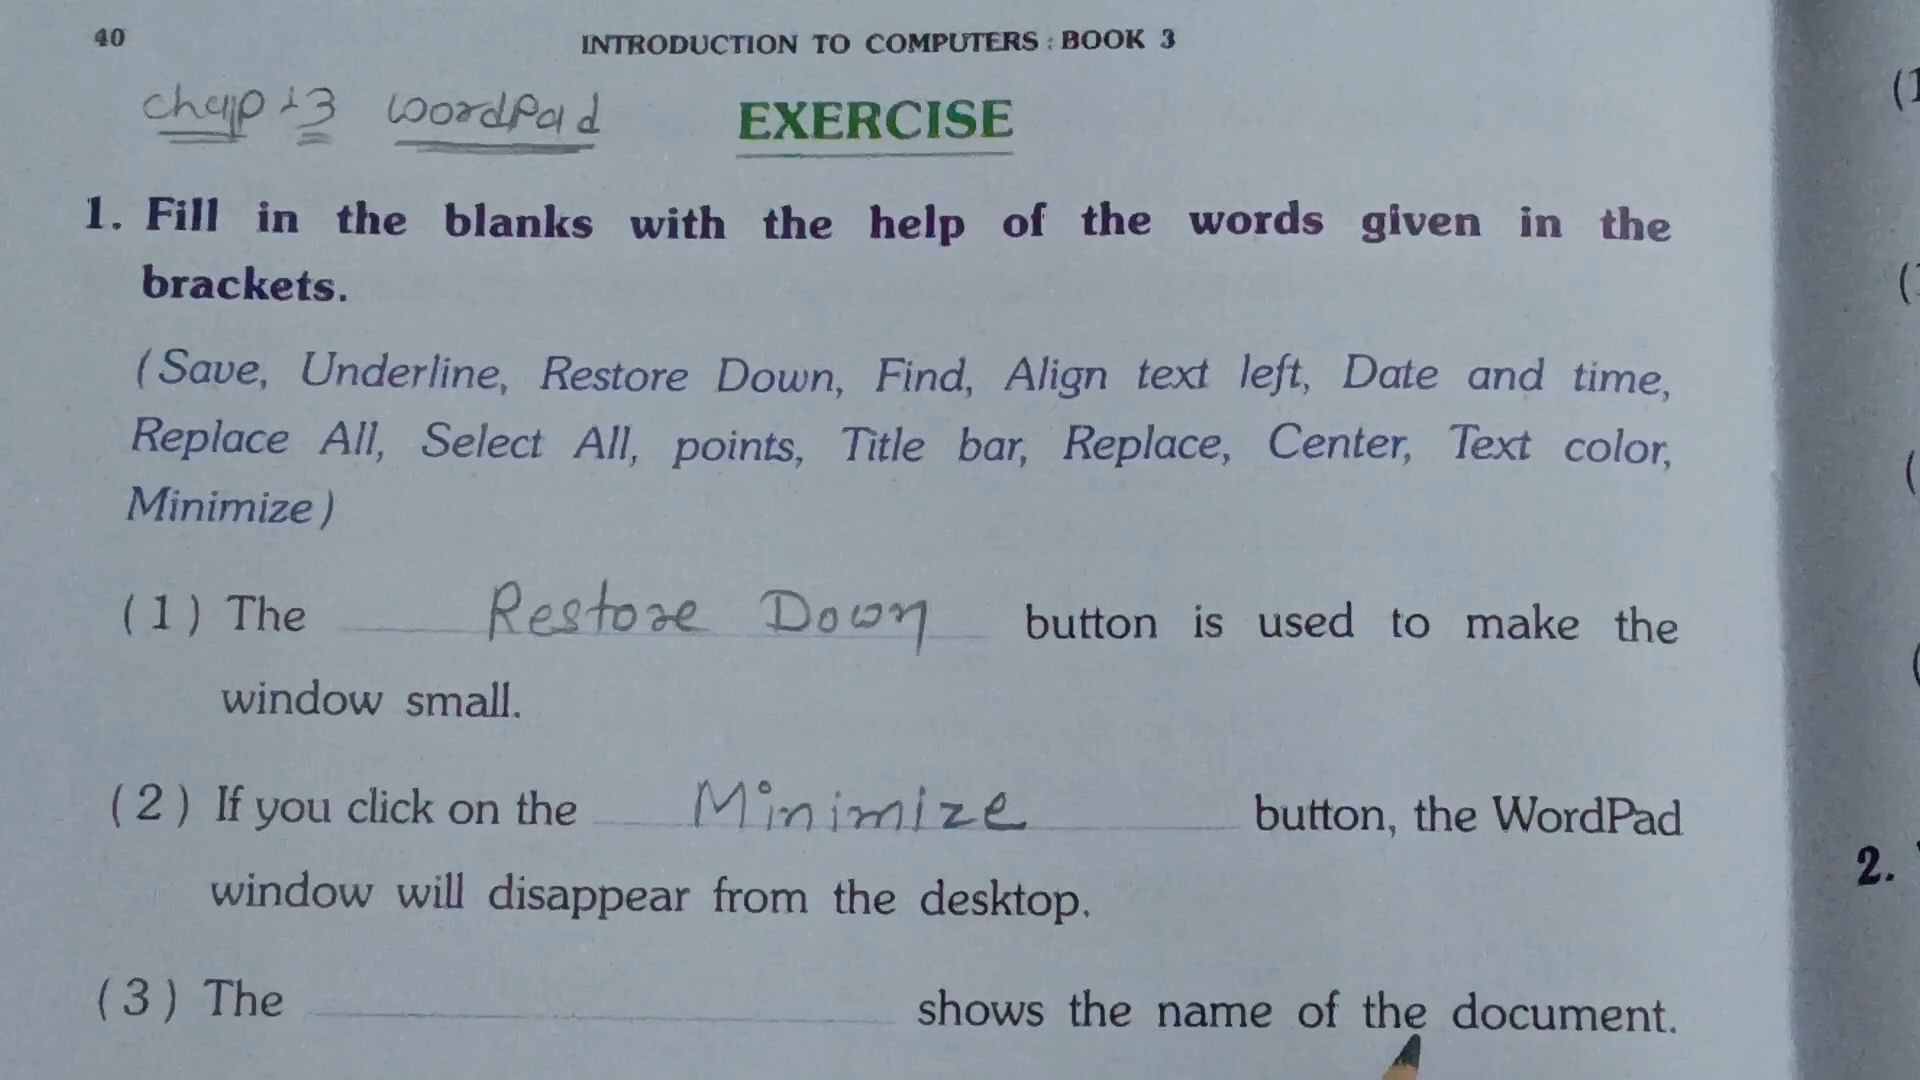 40
INTRODUCTION TO COMPUTERS : BOOK 3
chap:3 WordPad
EXERCISE
1. Fill in the blanks with the help of the words given in the
brackets.
(Save, Underline, Restore Down, Find, Align text left, Date and time,
Replace All, Select All, points, Title bar, Replace, Center, Text color,
Minimize)
(1) The Restore Down button is used to make the
window small.
(2) If you click on the Minimize button, the WordPad
window will disappear from the desktop.
(3) The shows the name of the document.
2.